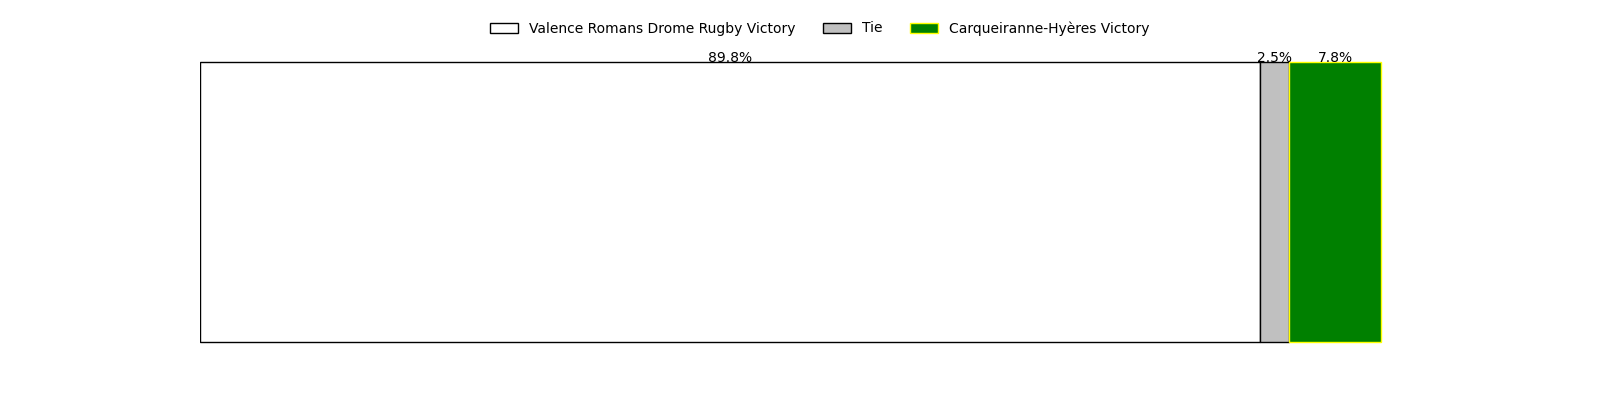 Valence Romans Drome Rugby Victory Tie Carqueiranne-Hyères Victory
89.8% 2.5% 7.8%